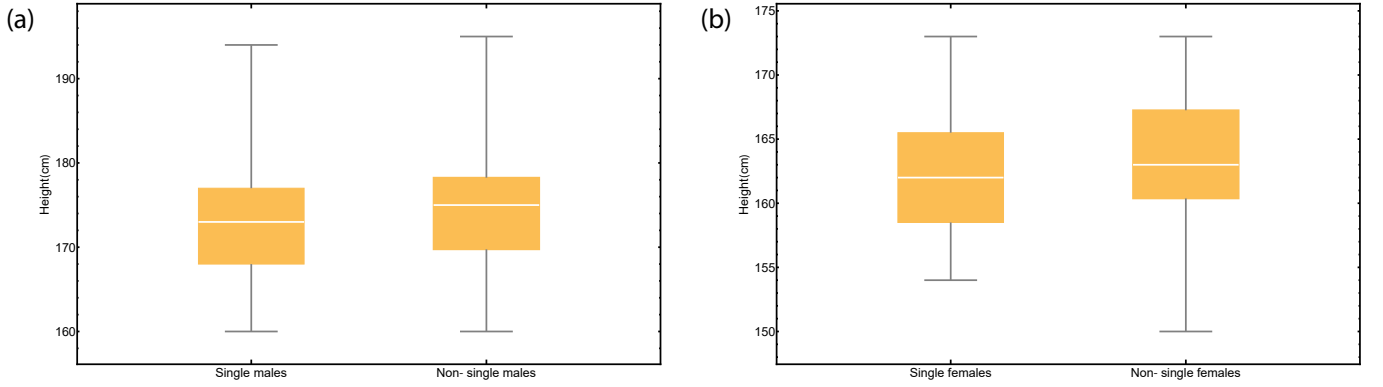 (a)
Height(cm)
190
180
170
160
Single males
Non- single males
(b)
Height(cm)
175
170
165
160
155
150
Single females
Non- single females